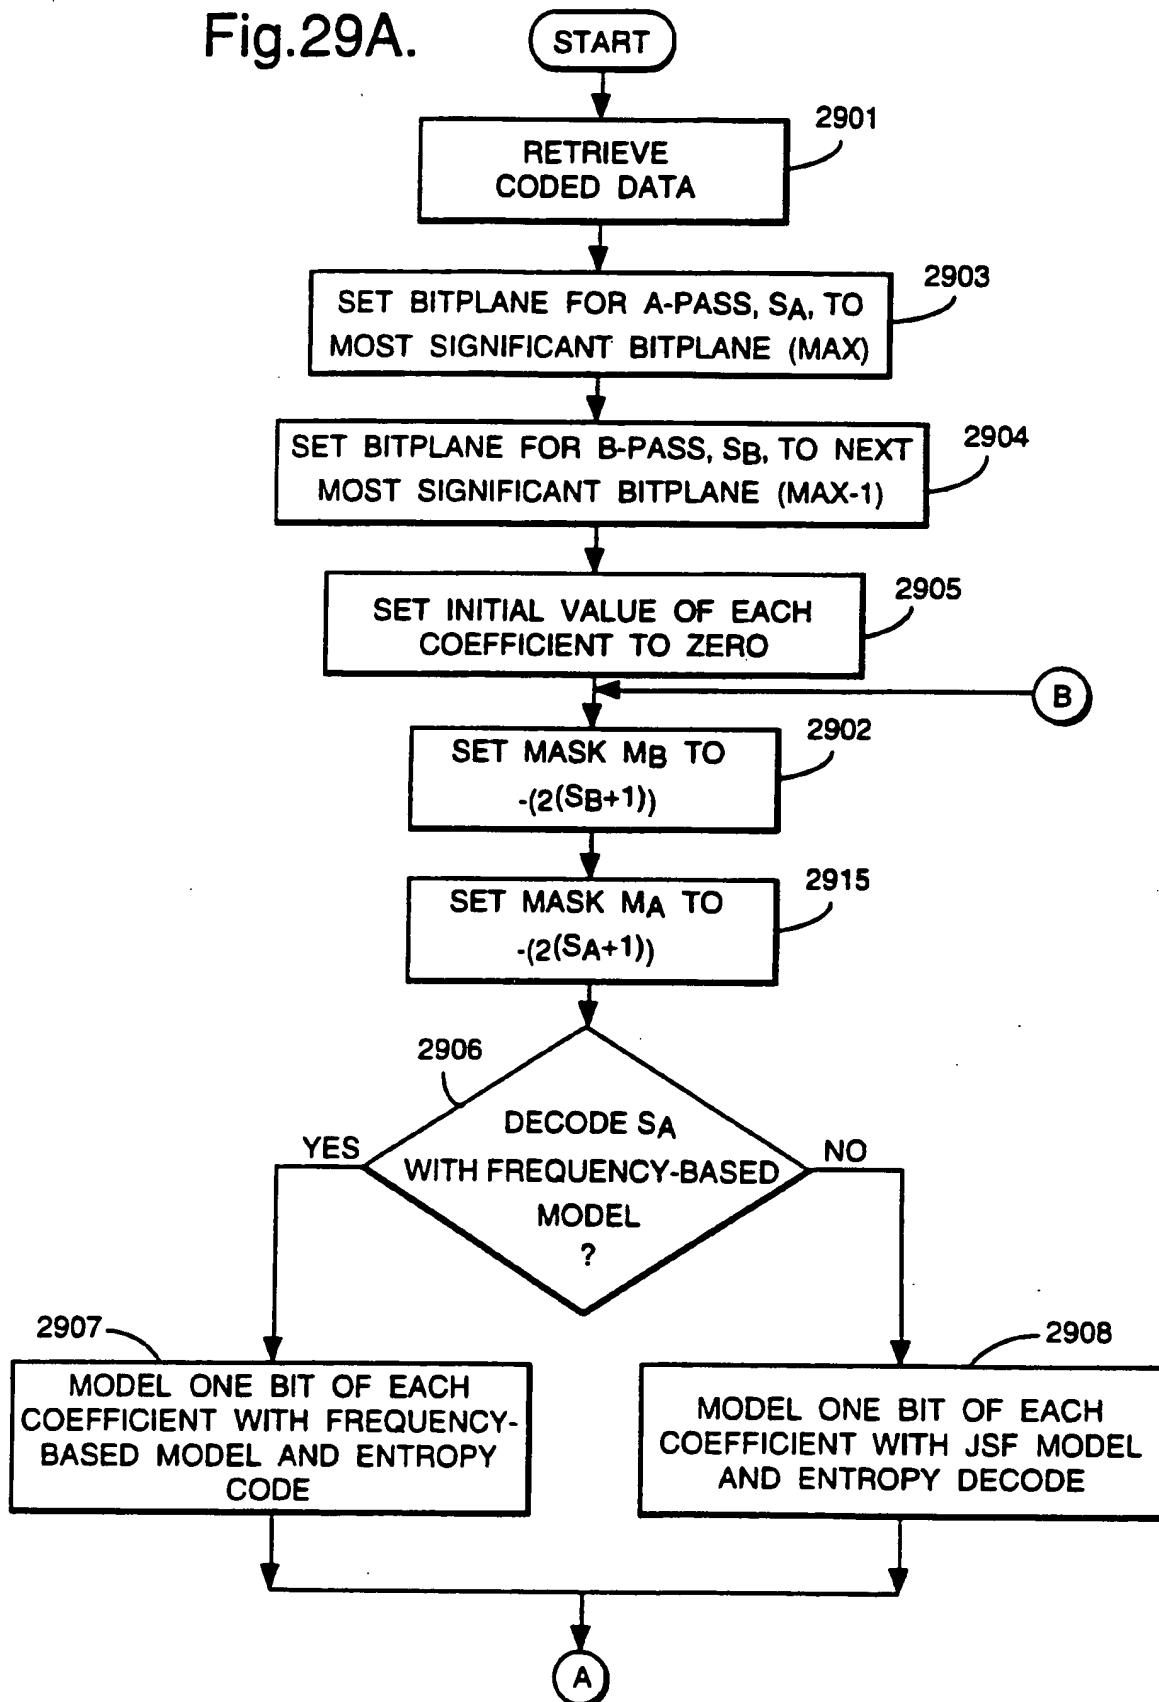 Fig.29A.
START
2901
RETRIEVE
CODED DATA
2903
SET BITPLANE FOR A-PASS, SA, TO
MOST SIGNIFICANT BITPLANE (MAX)
2904
SET BITPLANE FOR B-PASS, SB, TO NEXT
MOST SIGNIFICANT BITPLANE (MAX-1)
2905
SET INITIAL VALUE OF EACH
COEFFICIENT TO ZERO
B
2902
SET MASK MB TO
-(2(SB+1))
2915
SET MASK MA TO
-(2(SA+1))
2906
DECODE SA
WITH FREQUENCY-BASED
MODEL
?
YES
NO
2907
MODEL ONE BIT OF EACH
COEFFICIENT WITH FREQUENCY-
BASED MODEL AND ENTROPY
CODE
2908
MODEL ONE BIT OF EACH
COEFFICIENT WITH JSF MODEL
AND ENTROPY DECODE
A